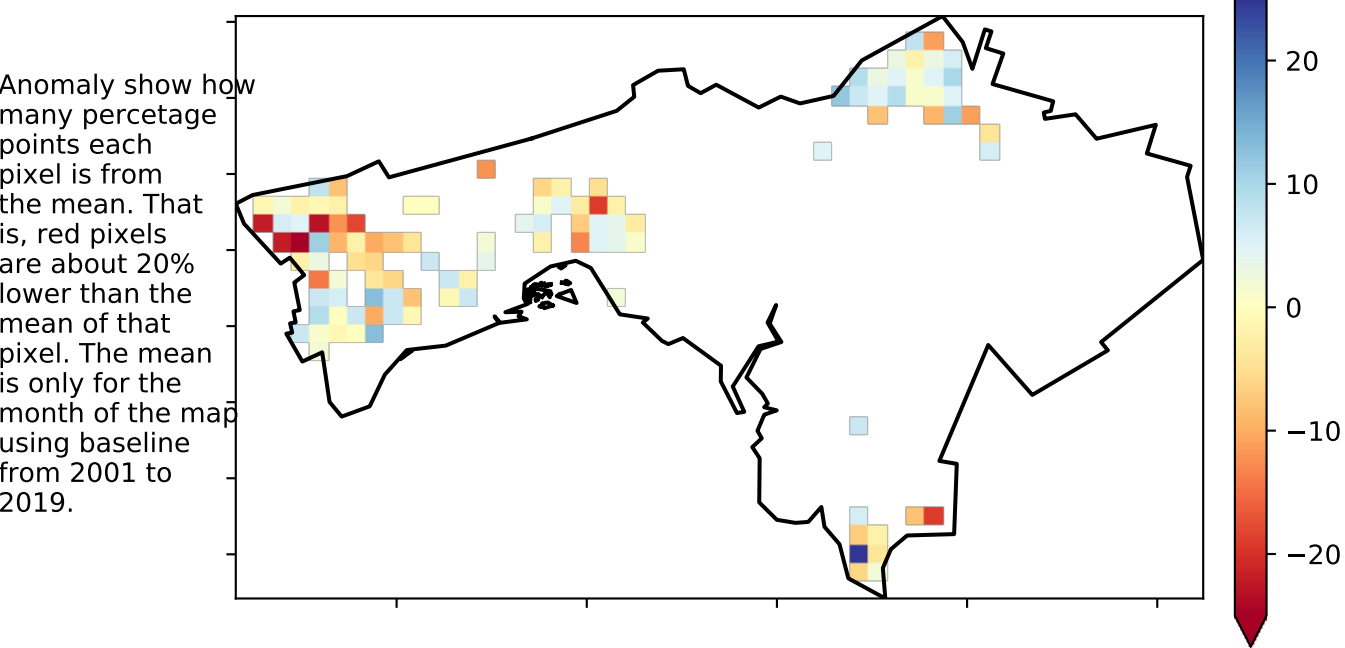 Anomaly show how
many percetage
points each
pixel is from
the mean. That
is, red pixels
are about 20%
lower than the
mean of that
pixel. The mean
is only for the
month of the map
using baseline
from 2001 to
2019.
20
10
0
−10
−20